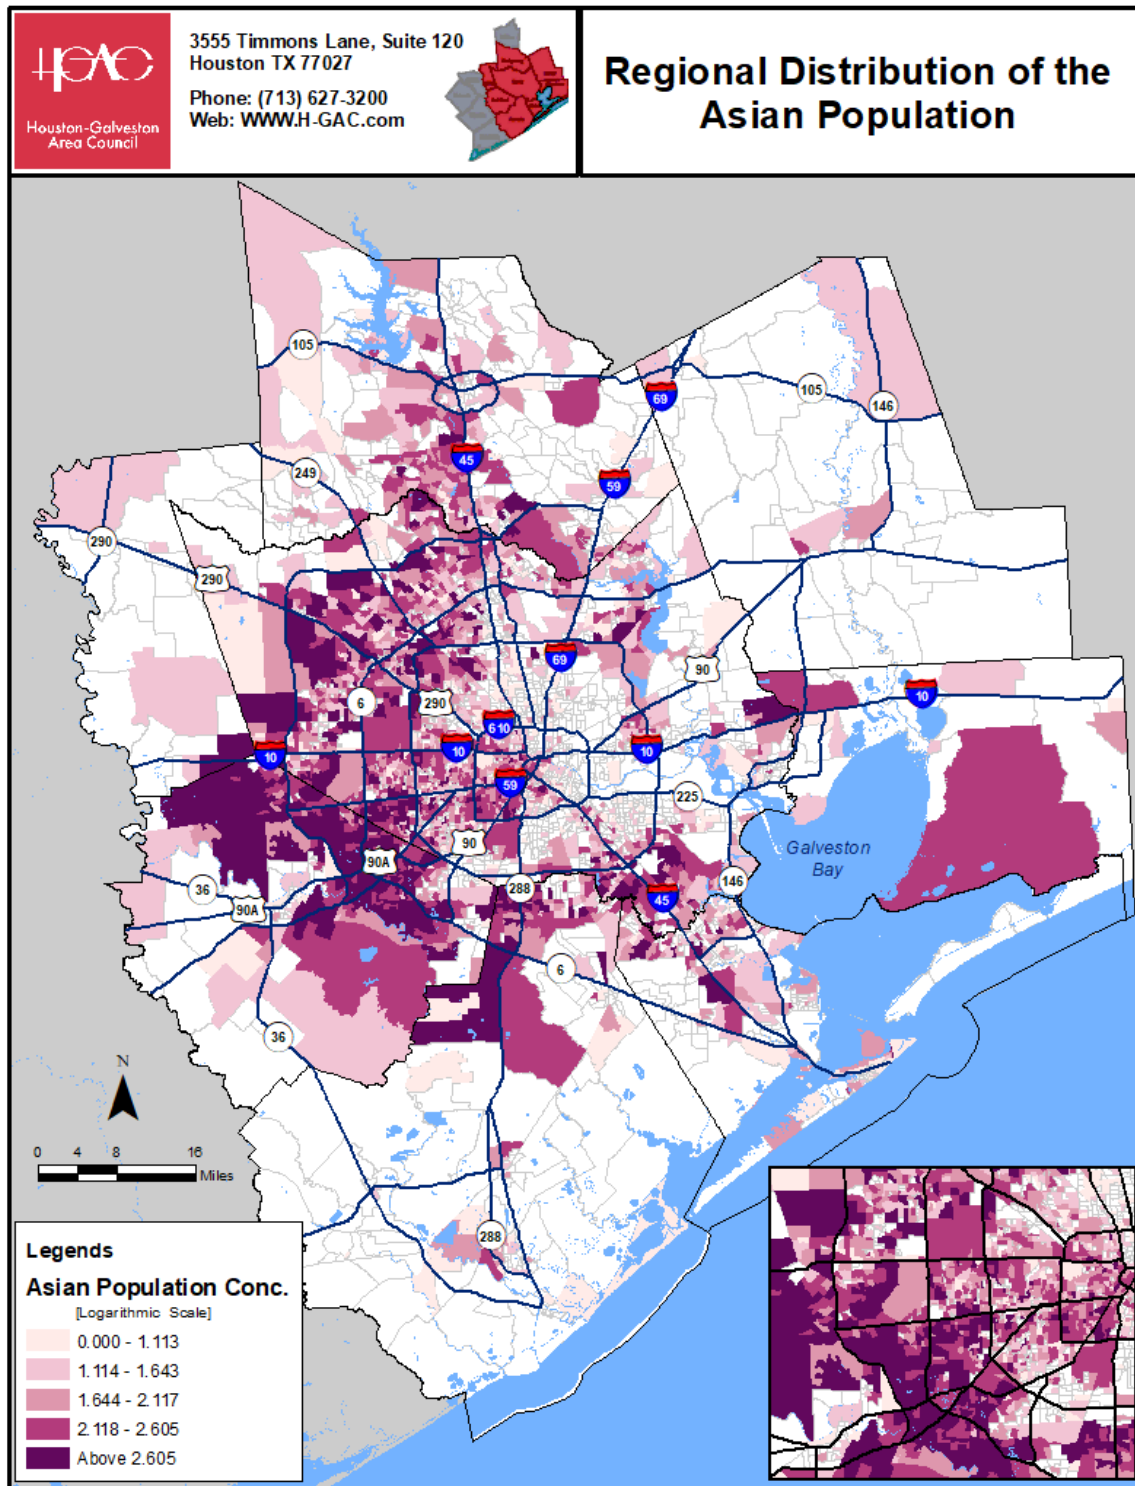 HGAC
Houston-Galveston
Area Council
3555 Timmons Lane, Suite 120
Houston TX 77027
Phone: (713) 627-3200
Web: WWW.H-GAC.com
Regional Distribution of the
Asian Population
105
69
105
146
45
249
59
290
290
69
90
6
290
610
10
10
10
10
59
225
90
90A
Galveston
Bay
36
90A
288
45
146
6
36
N
0 4 8 16
Miles
288
Legends
Asian Population Conc.
[Logarithmic Scale]
0.000 - 1.113
1.114 - 1.643
1.644 - 2.117
2.118 - 2.605
Above 2.605